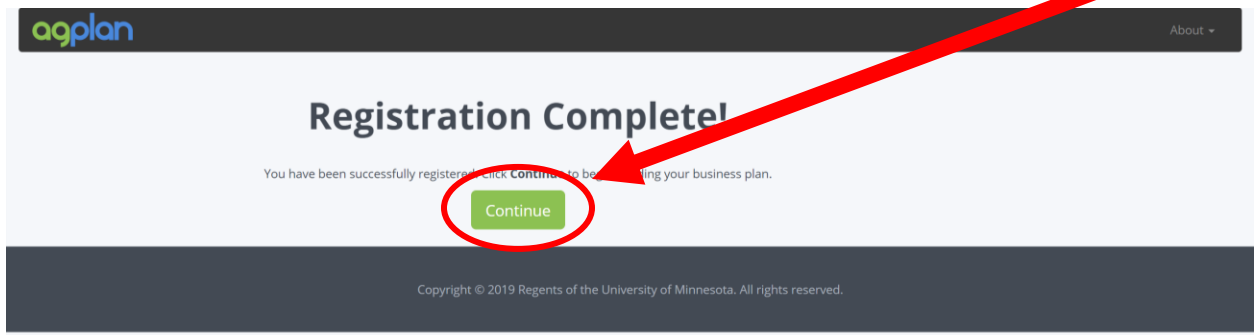 agplan
About
Registration Complete!
You have been successfully registered. Click Continue to your business plan.
Continue
Copyright © 2019 Regents of the University of Minnesota. All rights reserved.